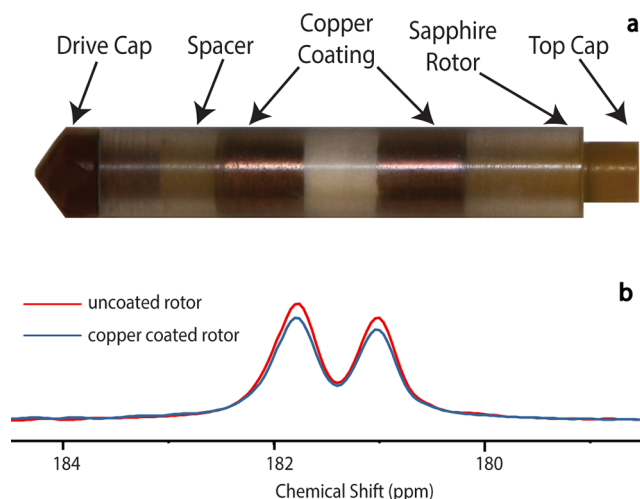 a
Drive Cap
Spacer
Copper
Coating
Sapphire
Rotor
Top Cap
b
uncoated rotor
copper coated rotor
184
182
180
Chemical Shift (ppm)